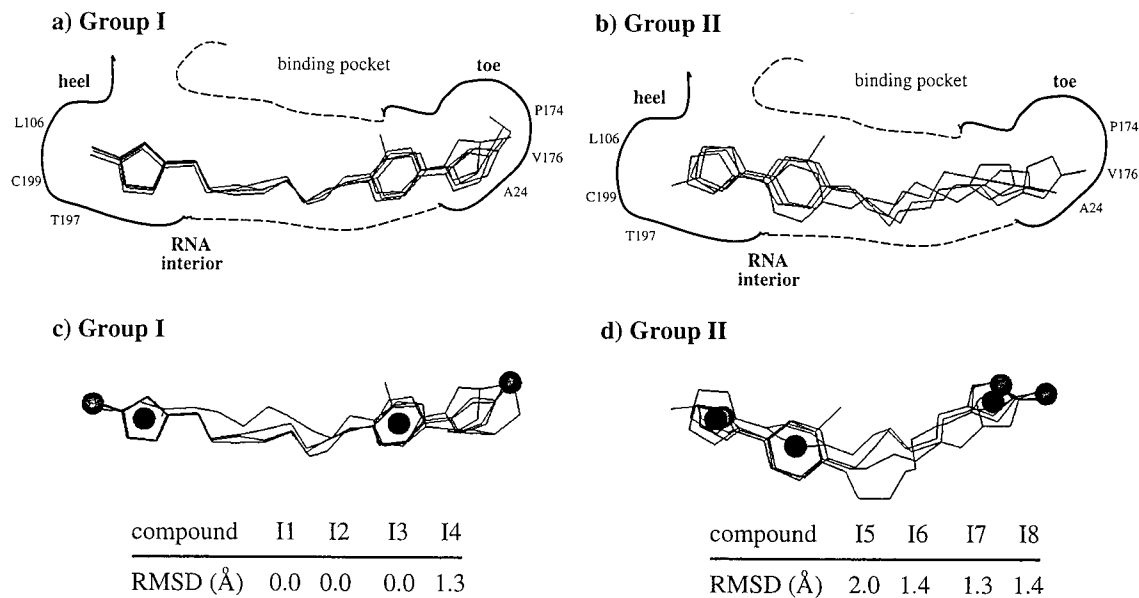 a) Group I
binding pocket
toe
heel
L106
C199
T197
RNA
interior
P174
V176
A24
b) Group II
binding pocket
toe
heel
L106
C199
T197
RNA
interior
P174
V176
A24
c) Group I
compound I1 I2 I3 I4
RMSD (Å) 0.0 0.0 0.0 1.3
d) Group II
compound I5 I6 I7 I8
RMSD (Å) 2.0 1.4 1.3 1.4